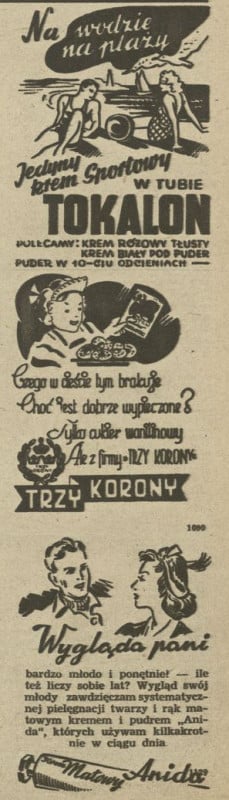 Na wodzie
na plaży
Jedyny
krem Sportowy
W TUBIE
TOKALON
POLECAMY: KREM RÓŻOWY TŁUSTY
KREM BIAŁY POD PUDER
PUDER W 10-CIU ODCIENIACH —
Czego w cieście tym brakuje
Choć jest dobrze wypieczone?
Tylko cukier waniliowy
Ale z firmy "TRZY KORONY"
TRZY KORONY
1090
Wygląda pani
bardzo młodo i ponętnie! — ile
też liczy sobie lat? Wygląd swój
młody zawdzięczam systematycz-
nej pielęgnacji twarzy i rąk ma-
towym kremem i pudrem „Ani-
da", których używam kilkakrot-
nie w ciągu dnia
Krem Matowy Anida